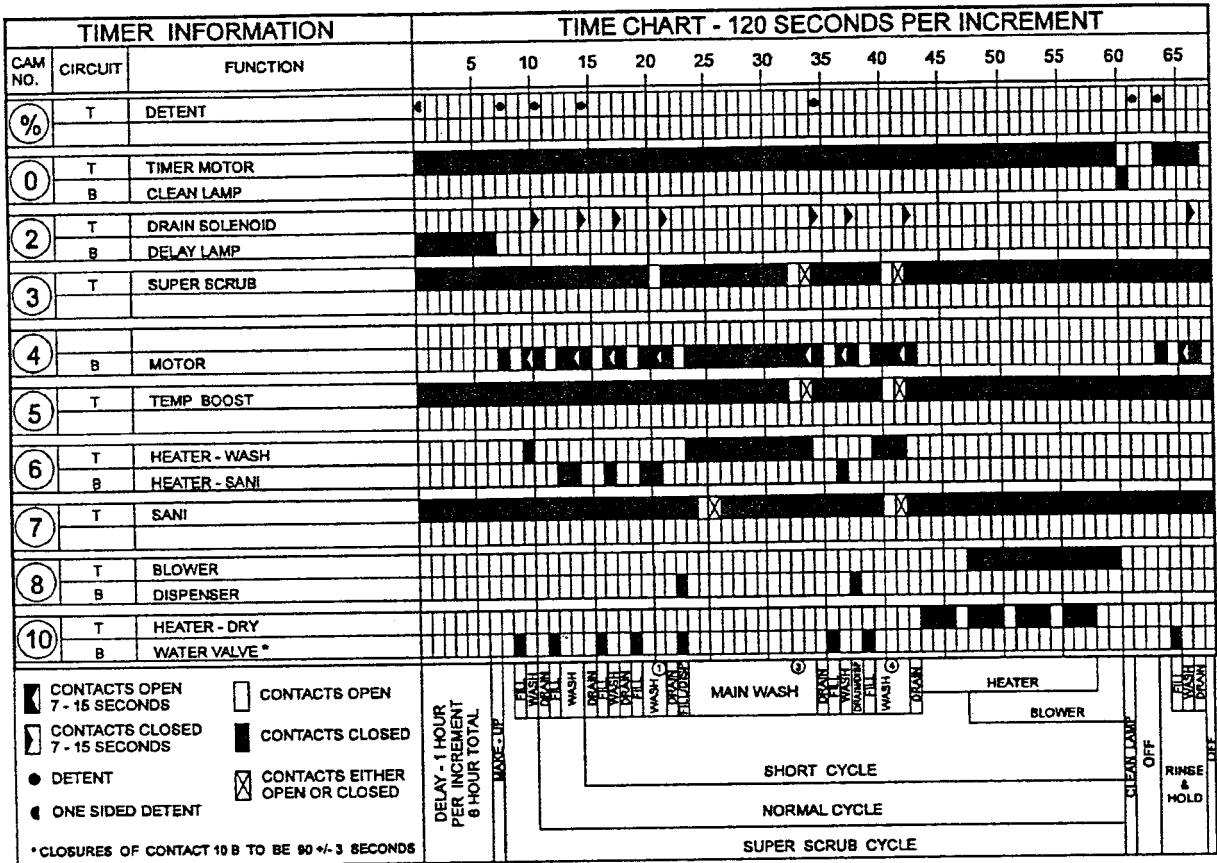 TIMER INFORMATION
TIME CHART - 120 SECONDS PER INCREMENT
CAM NO.
CIRCUIT
FUNCTION
5 10 15 20 25 30 35 40 45 50 55 60 65
% T DETENT
0 T TIMER MOTOR
B CLEAN LAMP
2 T DRAIN SOLENOID
B DELAY LAMP
3 T SUPER SCRUB
4 B MOTOR
5 T TEMP BOOST
6 T HEATER - WASH
B HEATER - SANI
7 T SANI
8 T BLOWER
B DISPENSER
10 T HEATER - DRY
B WATER VALVE *
CONTACTS OPEN
7 - 15 SECONDS
CONTACTS OPEN
CONTACTS CLOSED
7 - 15 SECONDS
CONTACTS CLOSED
DETENT
CONTACTS EITHER
OPEN OR CLOSED
ONE SIDED DETENT
* CLOSURES OF CONTACT 10 B TO BE 90 +/- 3 SECONDS
DELAY - 1 HOUR
PER INCREMENT
6 HOUR TOTAL
MAKE - UP
FILL
WASH
DRAIN
FILL
WASH
DRAIN
FILL
WASH
DRAIN
FILL
WASH 1
DRAIN
FILL/DISP
MAIN WASH 3
DRAIN
FILL
WASH
FILL
WASH 4
DRAIN
HEATER
BLOWER
SHORT CYCLE
NORMAL CYCLE
SUPER SCRUB CYCLE
CLEAN LAMP
OFF
FILL
WASH
DRAIN
RINSE
&
HOLD
OFF